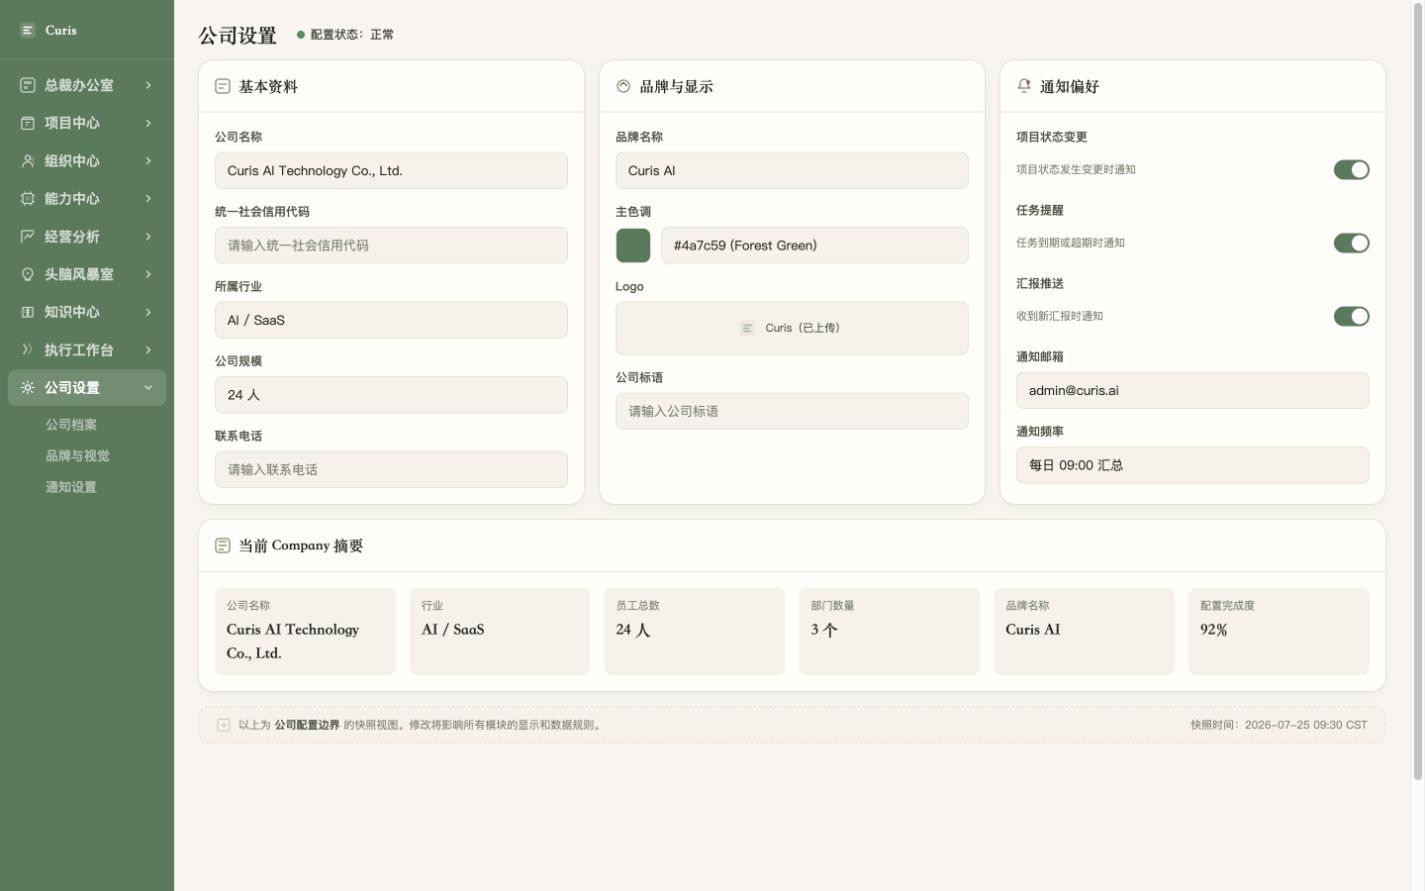 Curis
总裁办公室
项目中心
组织中心
能力中心
经营分析
头脑风暴室
知识中心
执行工作台
公司设置
公司档案
品牌与视觉
通知设置
公司设置
配置状态：正常
基本资料
公司名称
Curis AI Technology Co., Ltd.
统一社会信用代码
请输入统一社会信用代码
所属行业
AI / SaaS
公司规模
24 人
联系电话
请输入联系电话
品牌与显示
品牌名称
Curis AI
主色调
#4a7c59 (Forest Green)
Logo
Curis（已上传）
公司标语
请输入公司标语
通知偏好
项目状态变更
项目状态发生变更时通知
任务提醒
任务到期或超期时通知
汇报推送
收到新汇报时通知
通知邮箱
admin@curis.ai
通知频率
每日 09:00 汇总
当前 Company 摘要
公司名称
Curis AI Technology
Co., Ltd.
行业
AI / SaaS
员工总数
24 人
部门数量
3 个
品牌名称
Curis AI
配置完成度
92%
以上为 公司配置边界 的快照视图。修改将影响所有模块的显示和数据规则。
快照时间：2026-07-25 09:30 CST